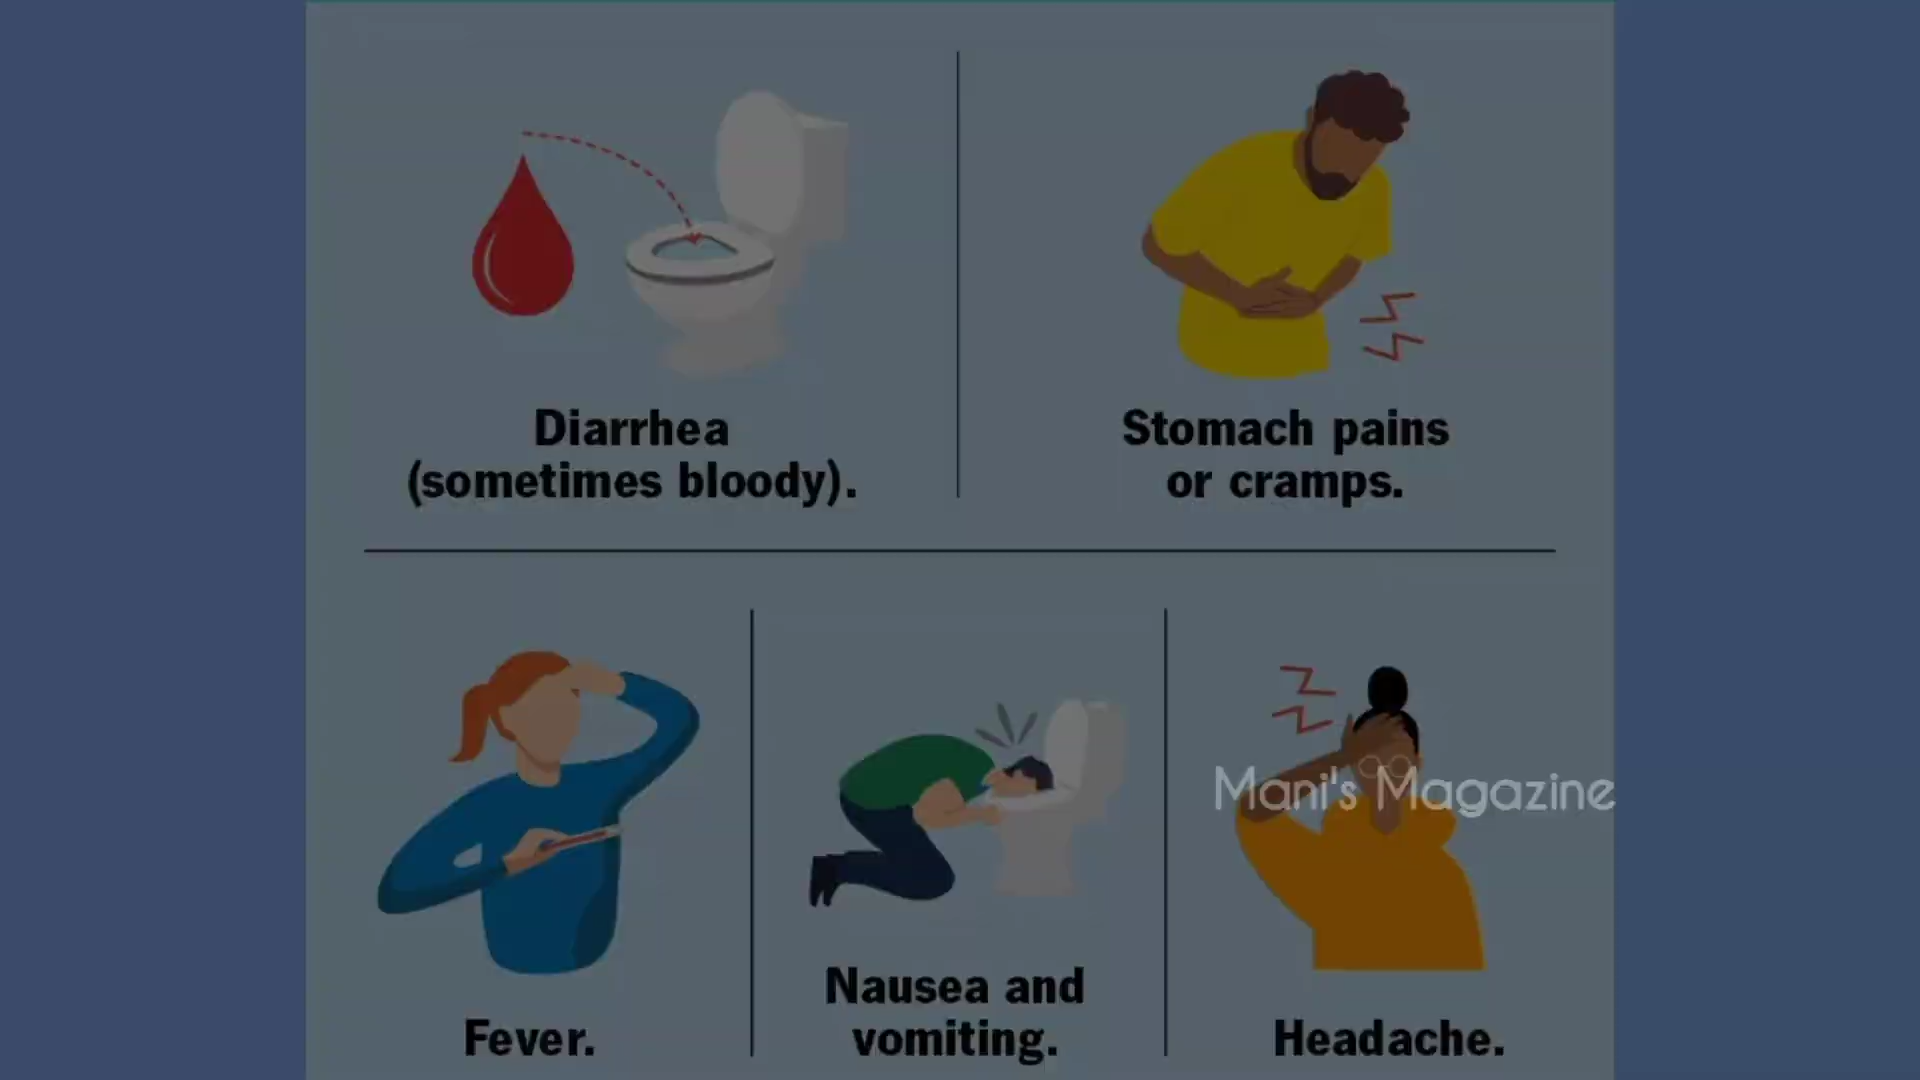 Diarrhea
(sometimes bloody).
Stomach pains
or cramps.
Fever.
Nausea and
vomiting.
Headache.
Mani's Magazine